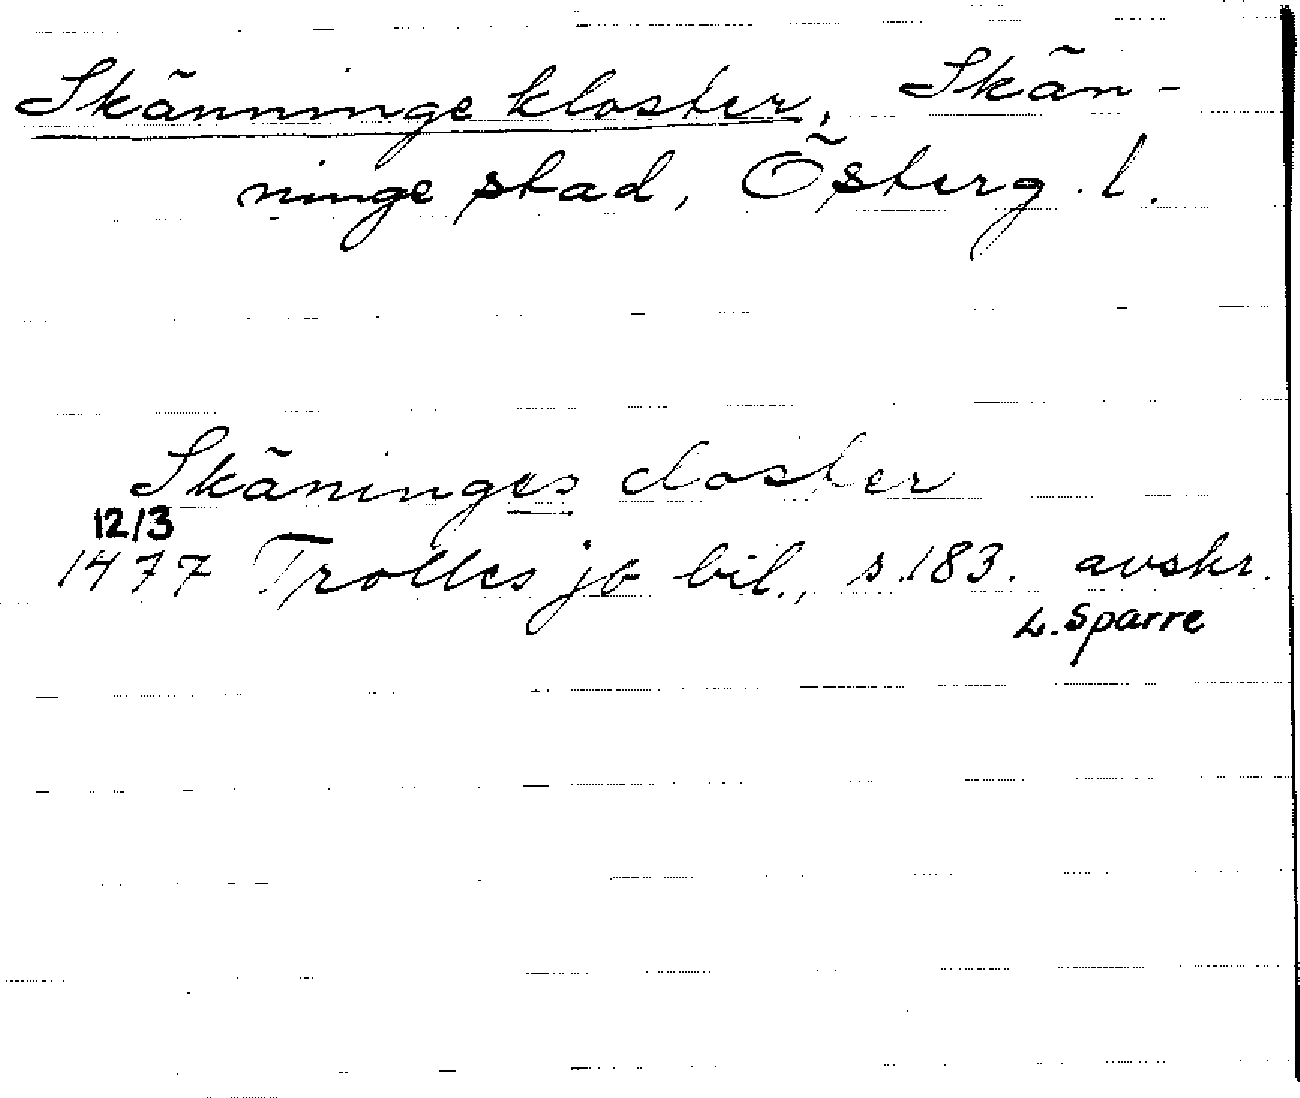 Skänninge kloster, Skän-
ninge stad, Österg. l.
Skäninges closter
12/3
1477 Trolles jb bil., s. 183. avskr.
L. Sparre